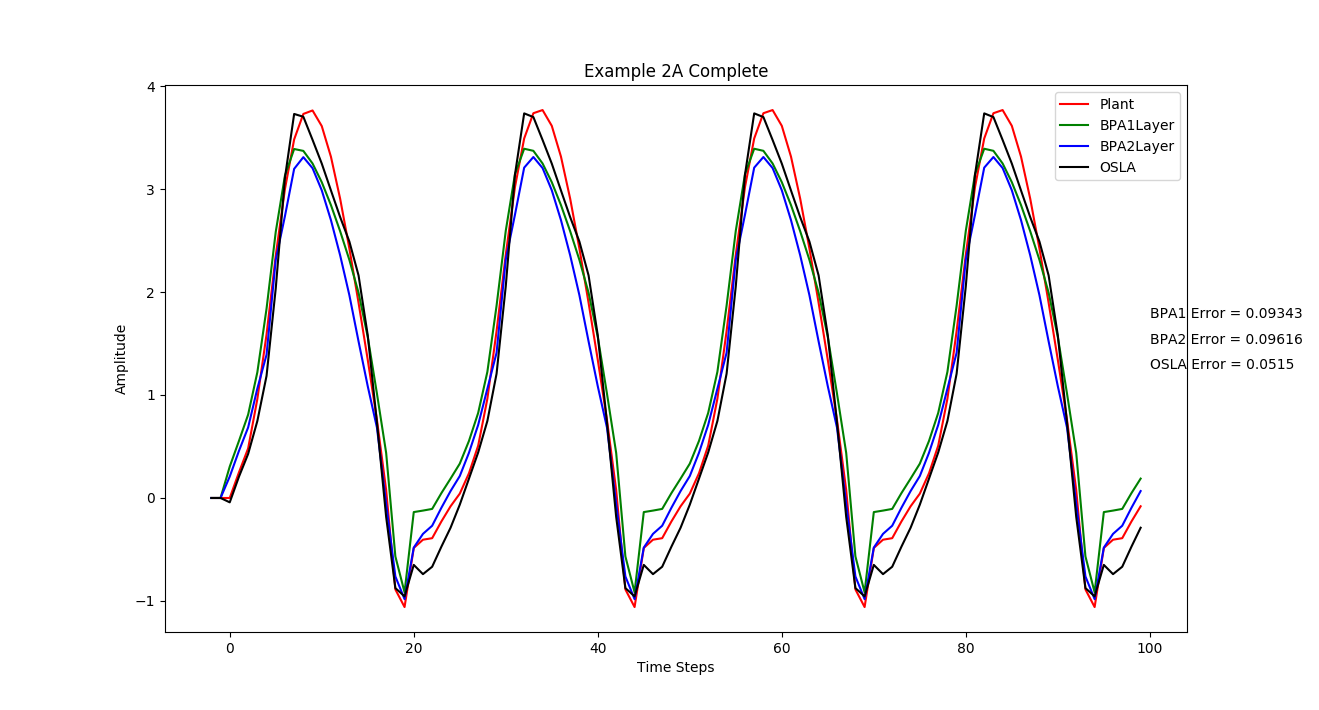 Example 2A Complete
Plant
BPA1Layer
BPA2Layer
OSLA
4
3
2
1
0
−1
Amplitude
BPA1 Error = 0.09343
BPA2 Error = 0.09616
OSLA Error = 0.0515
0 20 40 60 80 100
Time Steps